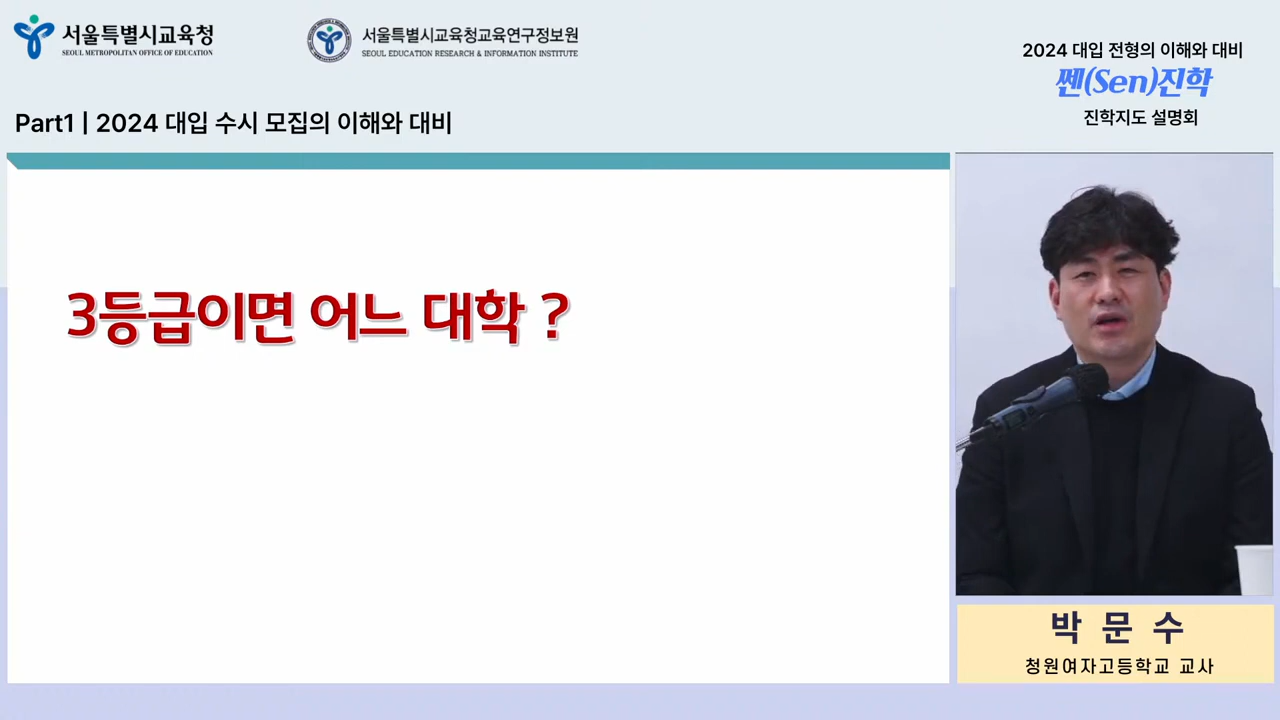 서울특별시교육청
SEOUL METROPOLITAN OFFICE OF EDUCATION
서울특별시교육청교육연구정보원
SEOUL EDUCATION RESEARCH & INFORMATION INSTITUTE
2024 대입 전형의 이해와 대비
쎈(Sen)진학
진학지도 설명회
Part1 | 2024 대입 수시 모집의 이해와 대비
3등급이면 어느 대학 ?
박 문 수
청원여자고등학교 교사